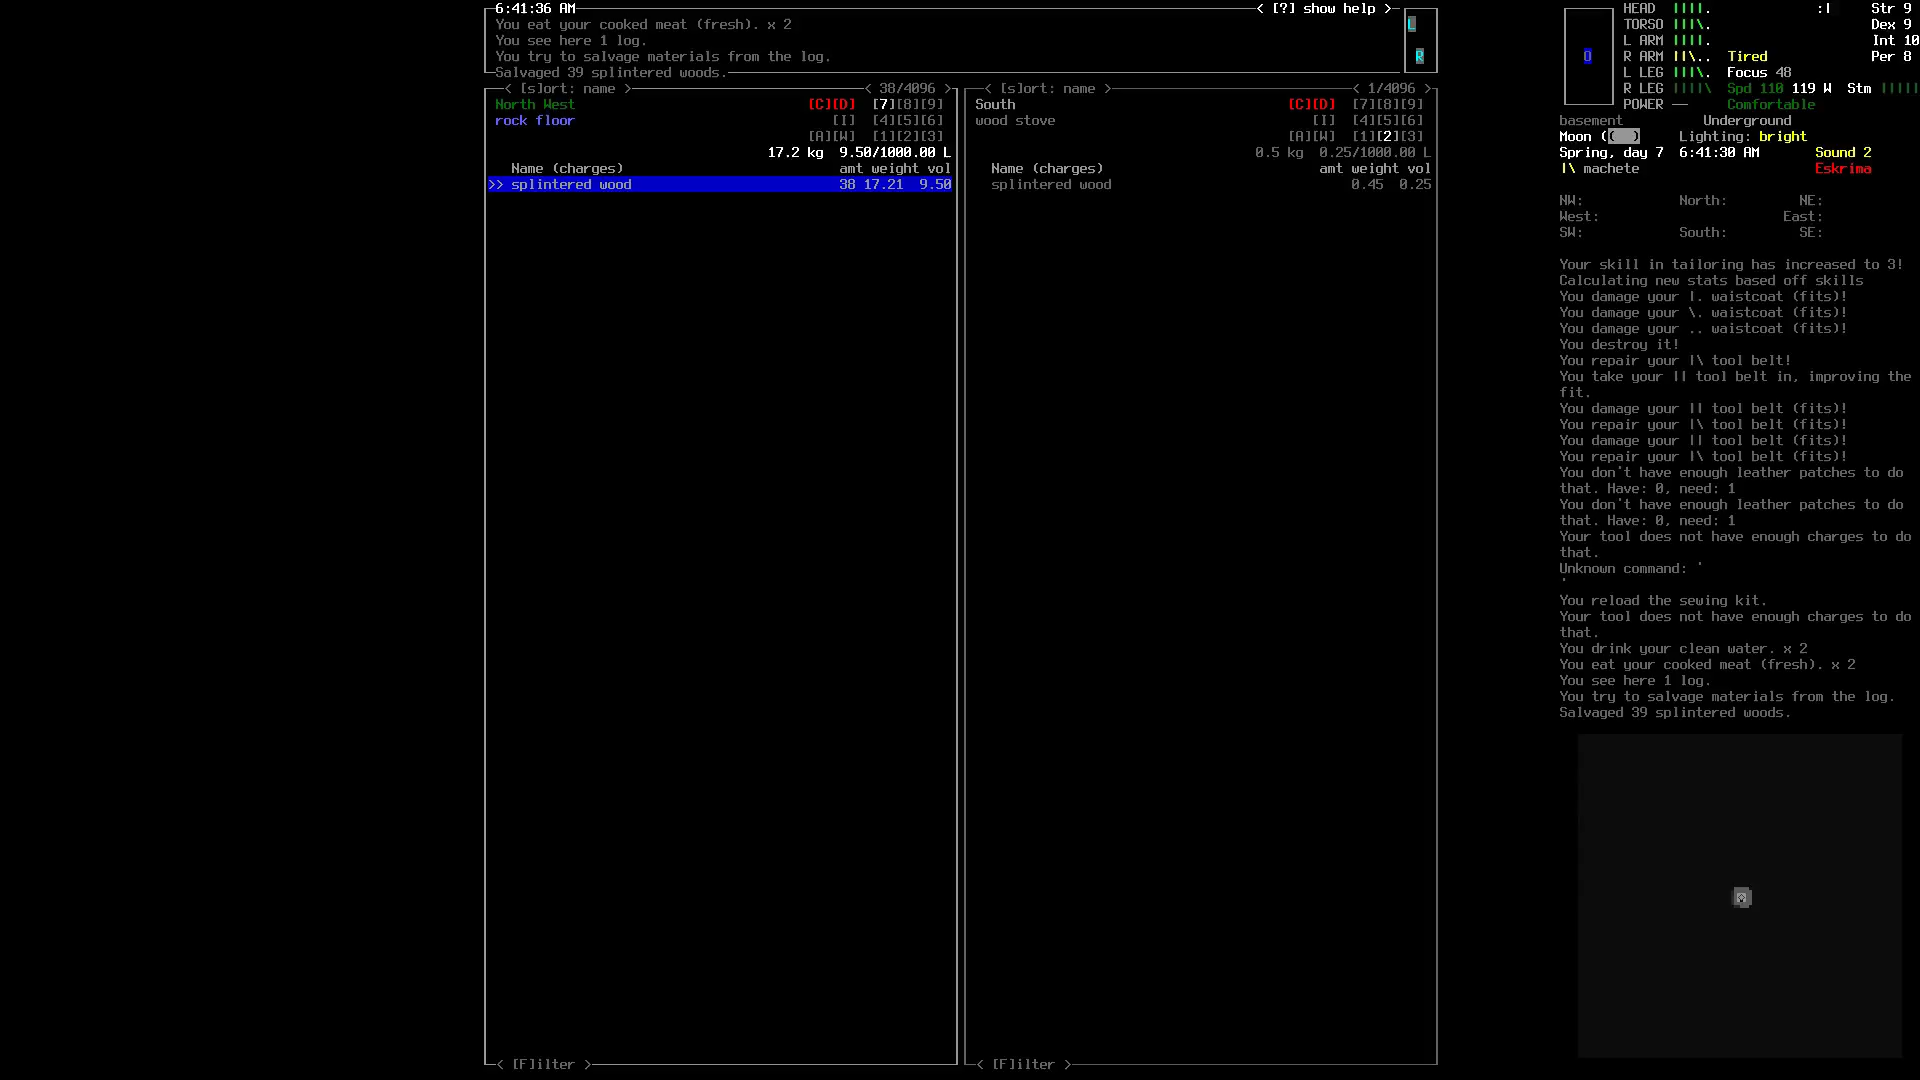 6:41:36 AM
< [?] show help >
You eat your cooked meat (fresh). x 2
You see here 1 log.
You try to salvage materials from the log.
Salvaged 39 splintered woods.
L
R
< [s]ort: name >
< 38/4096 >
North West
[C][D] [7][8][9]
rock floor
[I] [4][5][6]
[A][W] [1][2][3]
17.2 kg 9.50/1000.00 L
Name (charges) amt weight vol
>> splintered wood 38 17.21 9.50
< [F]ilter >
< [s]ort: name >
< 1/4096 >
South
[C][D] [7][8][9]
wood stove
[I] [4][5][6]
[A][W] [1][2][3]
0.5 kg 0.25/1000.00 L
Name (charges) amt weight vol
splintered wood 0.45 0.25
< [F]ilter >
0
HEAD ||||. :| Str 9
TORSO |||\. Dex 9
L ARM ||||. Int 10
R ARM ||\.. Tired Per 8
L LEG |||\. Focus 48
R LEG ||||\ Spd 110 119 W Stm |||||
POWER — Comfortable
basement Underground
Moon (( ) Lighting: bright
Spring, day 7 6:41:30 AM Sound 2
|\ machete Eskrima
NW: North: NE:
West: East:
SW: South: SE:
Your skill in tailoring has increased to 3!
Calculating new stats based off skills
You damage your |. waistcoat (fits)!
You damage your \. waistcoat (fits)!
You damage your .. waistcoat (fits)!
You destroy it!
You repair your |\ tool belt!
You take your || tool belt in, improving the
fit.
You damage your || tool belt (fits)!
You repair your |\ tool belt (fits)!
You damage your || tool belt (fits)!
You repair your |\ tool belt (fits)!
You don't have enough leather patches to do
that. Have: 0, need: 1
You don't have enough leather patches to do
that. Have: 0, need: 1
Your tool does not have enough charges to do
that.
Unknown command: '
'
You reload the sewing kit.
Your tool does not have enough charges to do
that.
You drink your clean water. x 2
You eat your cooked meat (fresh). x 2
You see here 1 log.
You try to salvage materials from the log.
Salvaged 39 splintered woods.